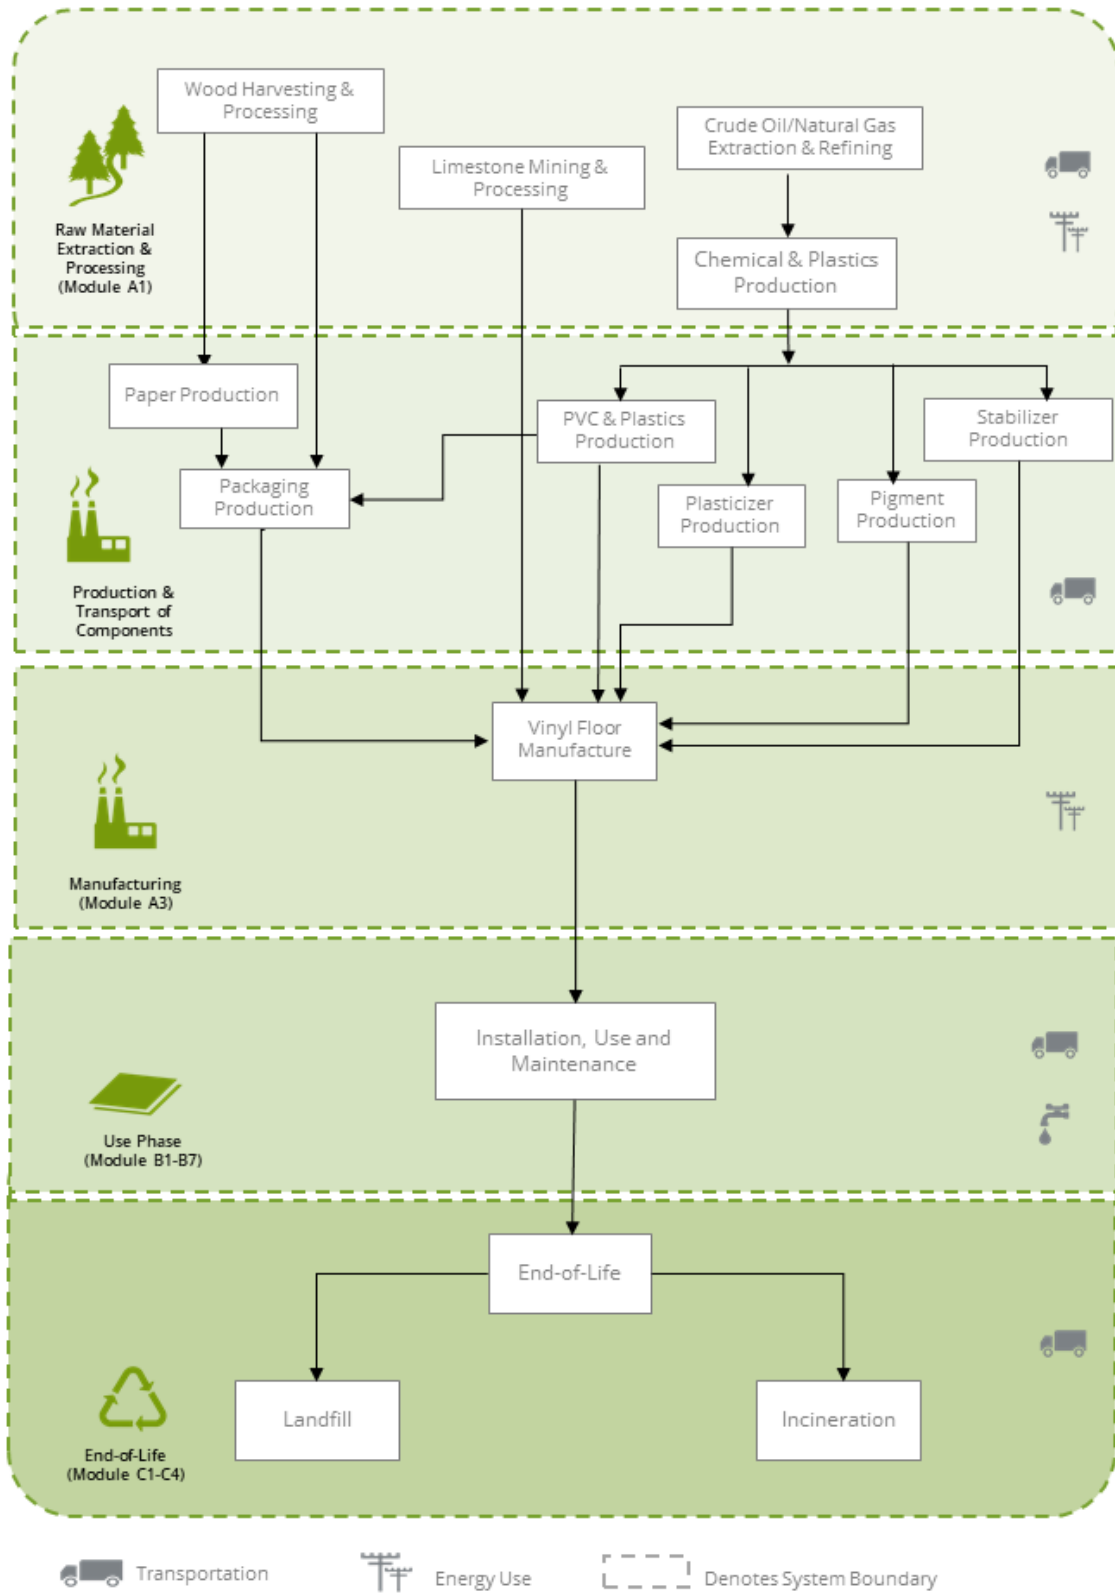 Wood Harvesting &
Processing
Crude Oil/Natural Gas
Extraction & Refining
Limestone Mining &
Processing
Raw Material
Extraction &
Processing
(Module A1)
Chemical & Plastics
Production
Paper Production
PVC & Plastics
Production
Stabilizer
Production
Packaging
Production
Plasticizer
Production
Pigment
Production
Production &
Transport of
Components
Vinyl Floor
Manufacture
Manufacturing
(Module A3)
Installation, Use and
Maintenance
Use Phase
(Module B1-B7)
End-of-Life
Landfill
Incineration
End-of-Life
(Module C1-C4)
Transportation
Energy Use
Denotes System Boundary